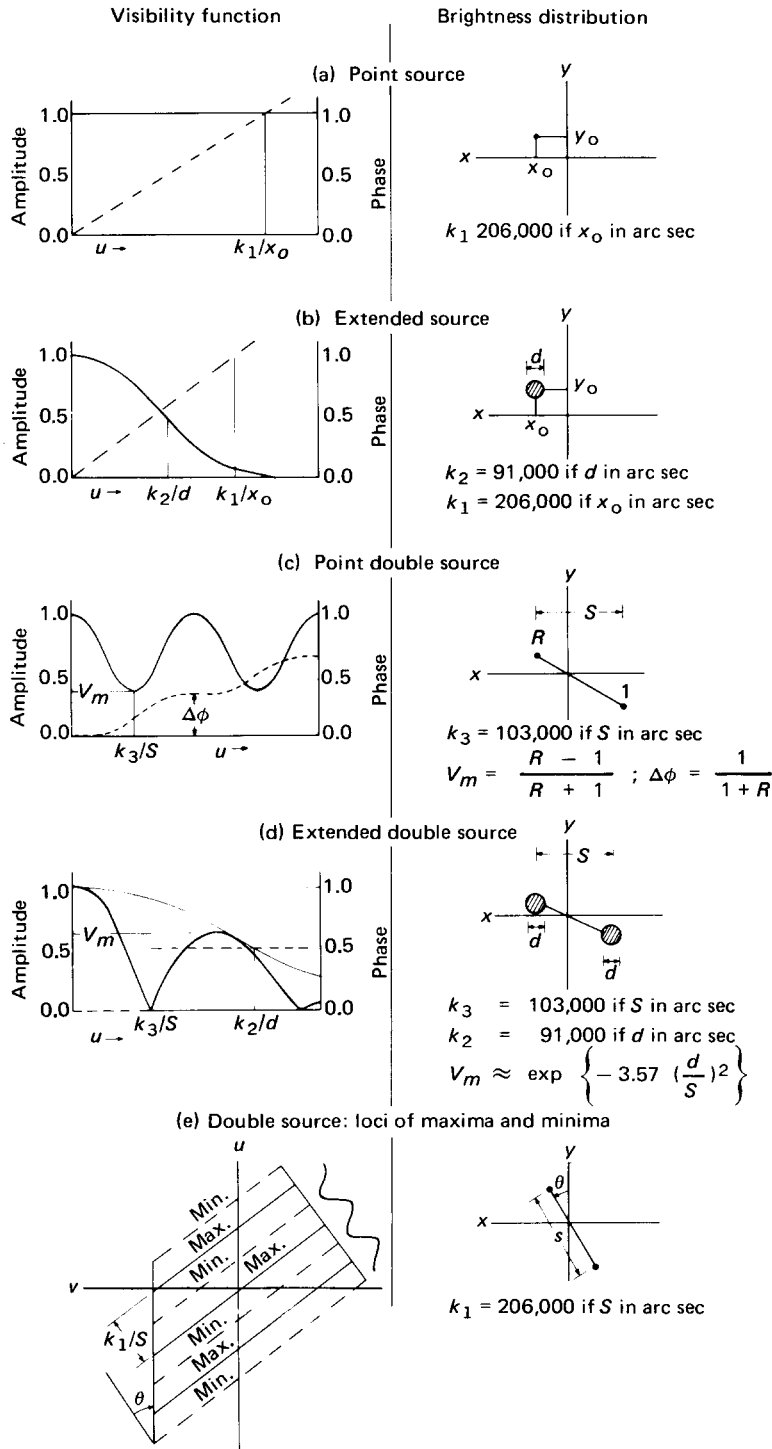 Visibility function
Brightness distribution
(a) Point source
1.0
0.5
0.0
Amplitude
u →
k1/xo
1.0
0.5
0.0
Phase
y
x
yo
xo
k1 206,000 if xo in arc sec
(b) Extended source
1.0
0.5
0
Amplitude
u →
k2/d
k1/xo
1.0
0.5
0.0
Phase
y
d
x
yo
xo
k2 = 91,000 if d in arc sec
k1 = 206,000 if xo in arc sec
(c) Point double source
1.0
0.5
Vm
0
Amplitude
k3/S
u →
Δϕ
1.0
0.5
0.0
Phase
y
S
R
x
1
k3 = 103,000 if S in arc sec
Vm = R − 1 / R + 1 ; Δϕ = 1 / 1 + R
(d) Extended double source
1.0
Vm
0.5
0.0
Amplitude
u →
k3/S
k2/d
1.0
0.5
0.0
Phase
y
S
x
d
d
k3 = 103,000 if S in arc sec
k2 = 91,000 if d in arc sec
Vm ≈ exp { − 3.57 (d/S)2 }
(e) Double source: loci of maxima and minima
u
Min.
Max.
Min.
Max.
v
Min.
Max.
Min.
k1/S
θ
y
θ
x
s
k1 = 206,000 if S in arc sec